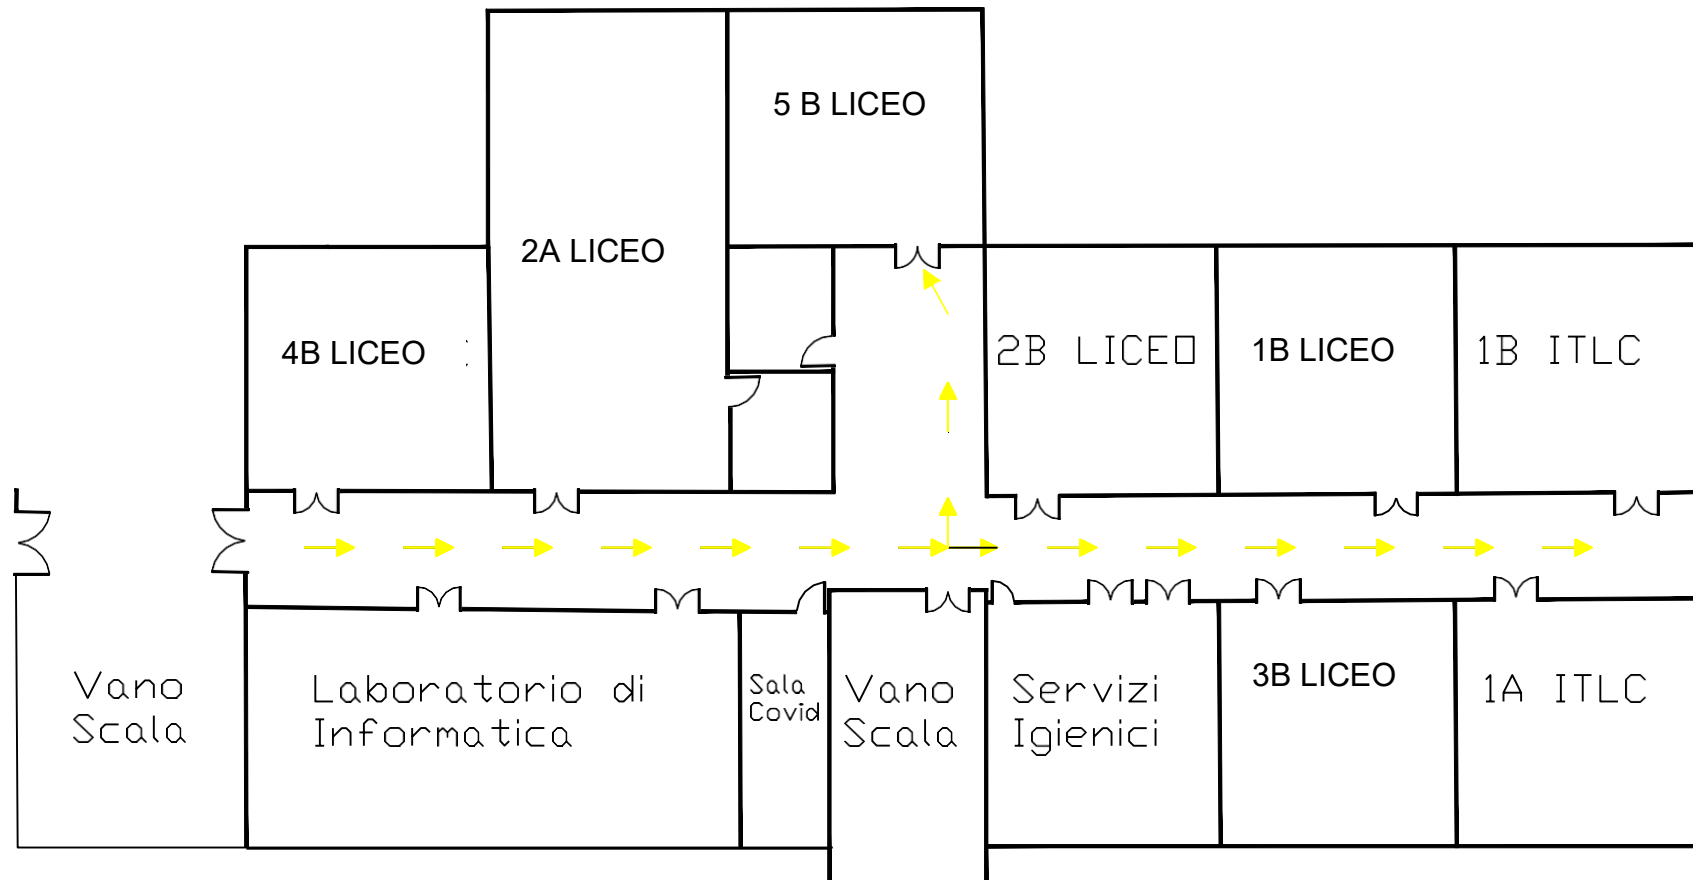 5 B LICEO
2A LICEO
4B LICEO
2B LICEO
1B LICEO
1B ITLC
Vano
Scala
Laboratorio di
Informatica
Sala
Covid
Vano
Scala
Servizi
Igienici
3B LICEO
1A ITLC